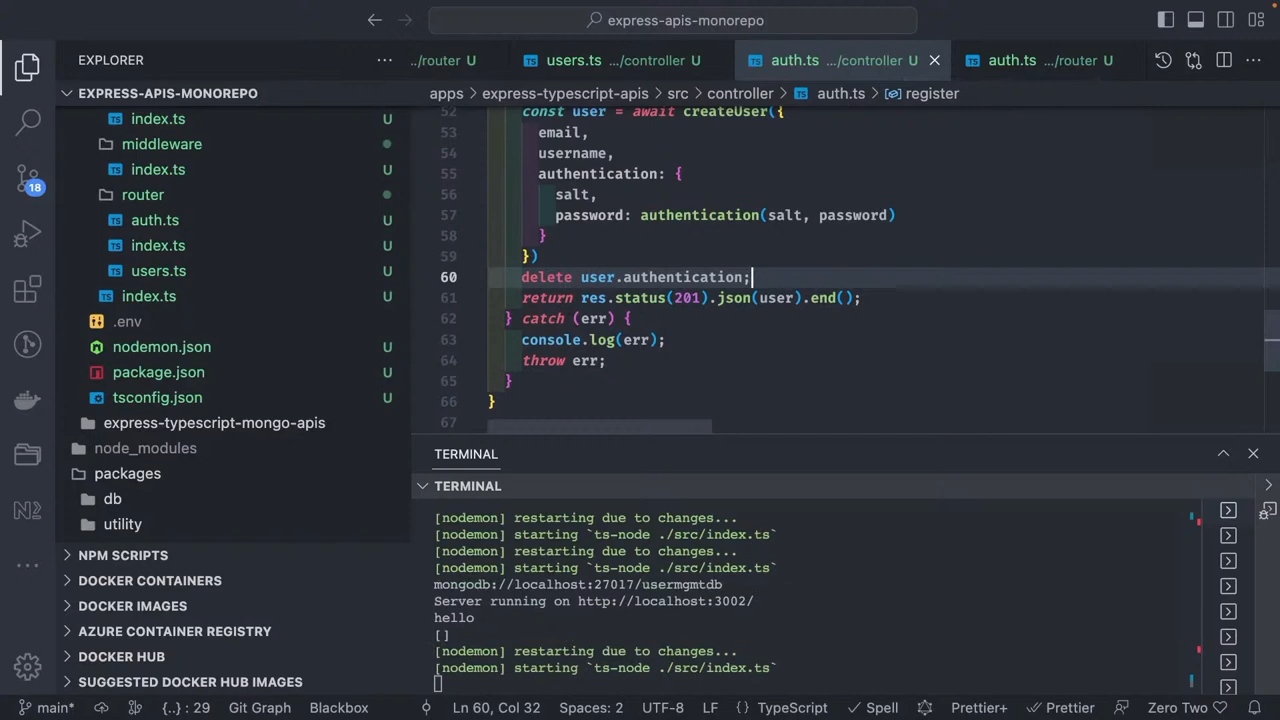 express-apis-monorepo
EXPLORER
../router U
users.ts .../controller U
auth.ts .../controller U
auth.ts .../router U
EXPRESS-APIS-MONOREPO
apps > express-typescript-apis > src > controller > auth.ts > register
index.ts U
middleware
index.ts U
router
auth.ts U
index.ts U
users.ts U
index.ts U
.env
nodemon.json U
package.json U
tsconfig.json U
express-typescript-mongo-apis
node_modules
packages
db
utility
NPM SCRIPTS
DOCKER CONTAINERS
DOCKER IMAGES
AZURE CONTAINER REGISTRY
DOCKER HUB
SUGGESTED DOCKER HUB IMAGES
18
52 const user = await createUser({
53 email,
54 username,
55 authentication: {
56 salt,
57 password: authentication(salt, password)
58 }
59 })
60 delete user.authentication;
61 return res.status(201).json(user).end();
62 } catch (err) {
63 console.log(err);
64 throw err;
65 }
66 }
67
TERMINAL
TERMINAL
[nodemon] restarting due to changes...
[nodemon] starting `ts-node ./src/index.ts`
[nodemon] restarting due to changes...
[nodemon] starting `ts-node ./src/index.ts`
mongodb://localhost:27017/usermgmtdb
Server running on http://localhost:3002/
hello
[]
[nodemon] restarting due to changes...
[nodemon] starting `ts-node ./src/index.ts`
main* {..} : 29 Git Graph Blackbox Ln 60, Col 32 Spaces: 2 UTF-8 LF { } TypeScript Spell Prettier+ Prettier Zero Two